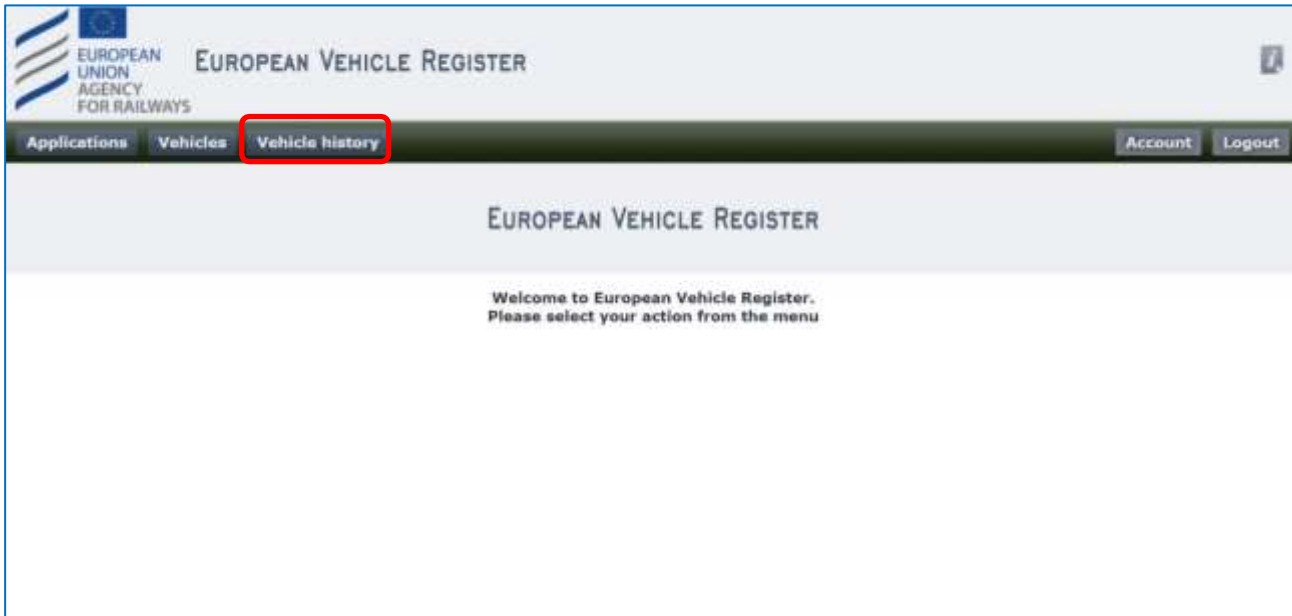 EUROPEAN
UNION
AGENCY
FOR RAILWAYS
EUROPEAN VEHICLE REGISTER
Applications Vehicles Vehicle history Account Logout
EUROPEAN VEHICLE REGISTER
Welcome to European Vehicle Register.
Please select your action from the menu